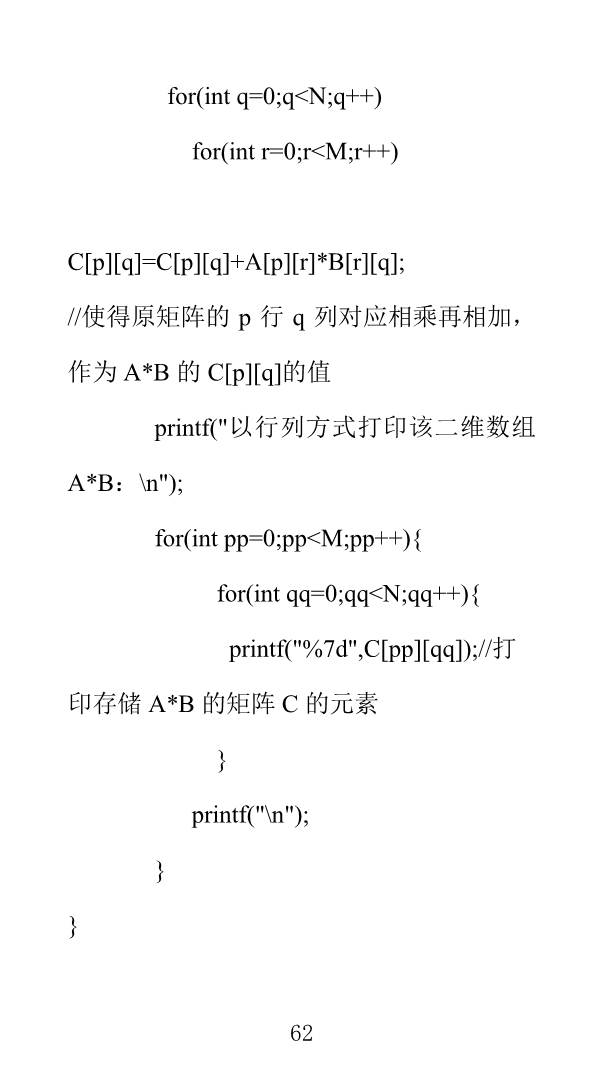 for(int q=0;q<N;q++)
for(int r=0;r<M;r++)
C[p][q]=C[p][q]+A[p][r]*B[r][q];
//使得原矩阵的 p 行 q 列对应相乘再相加，
作为 A*B 的 C[p][q]的值
printf("以行列方式打印该二维数组
A*B：\n");
for(int pp=0;pp<M;pp++){
for(int qq=0;qq<N;qq++){
printf("%7d",C[pp][qq]);//打
印存储 A*B 的矩阵 C 的元素
}
printf("\n");
}
}
62